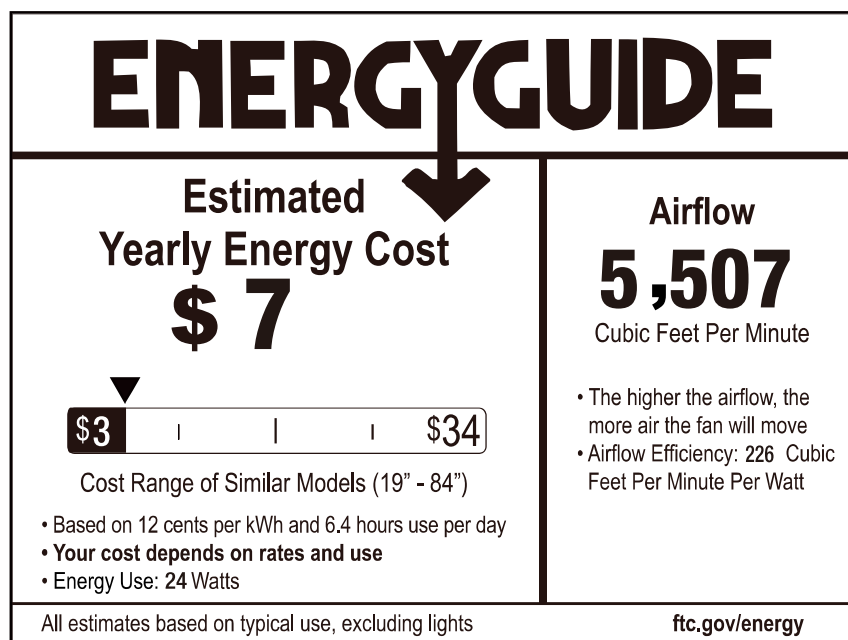 ENERGYGUIDE
Estimated
Yearly Energy Cost
$ 7
$3
$34
Cost Range of Similar Models (19” - 84”)
• Based on 12 cents per kWh and 6.4 hours use per day
• Your cost depends on rates and use
• Energy Use: 24 Watts
Airflow
5,507
Cubic Feet Per Minute
• The higher the airflow, the
more air the fan will move
• Airflow Efficiency: 226 Cubic
Feet Per Minute Per Watt
All estimates based on typical use, excluding lights
ftc.gov/energy